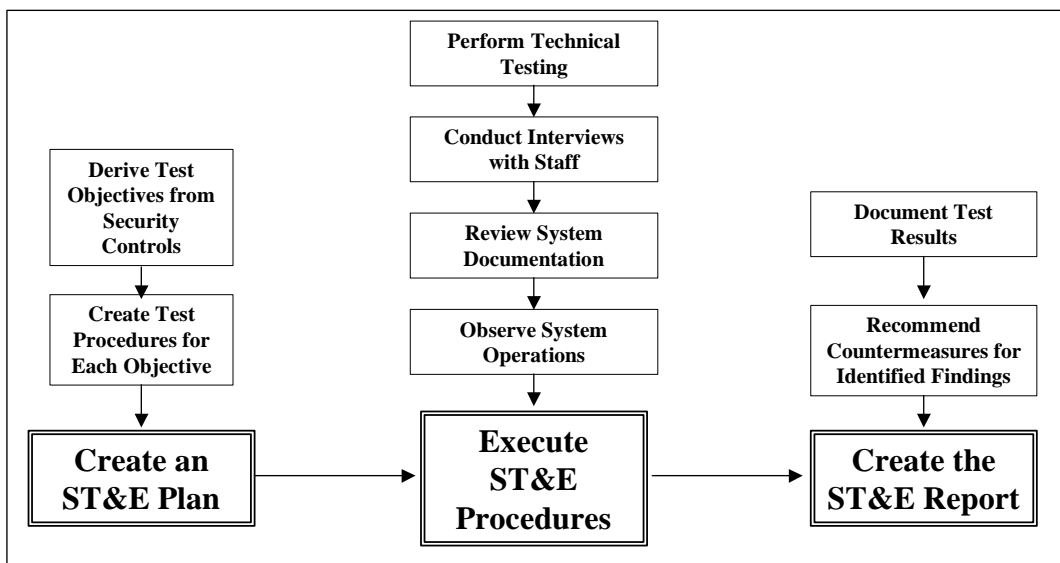 Derive Test
Objectives from
Security
Controls
Create Test
Procedures for
Each Objective
Create an
ST&E Plan
Perform Technical
Testing
Conduct Interviews
with Staff
Review System
Documentation
Observe System
Operations
Execute
ST&E
Procedures
Document Test
Results
Recommend
Countermeasures for
Identified Findings
Create the
ST&E Report